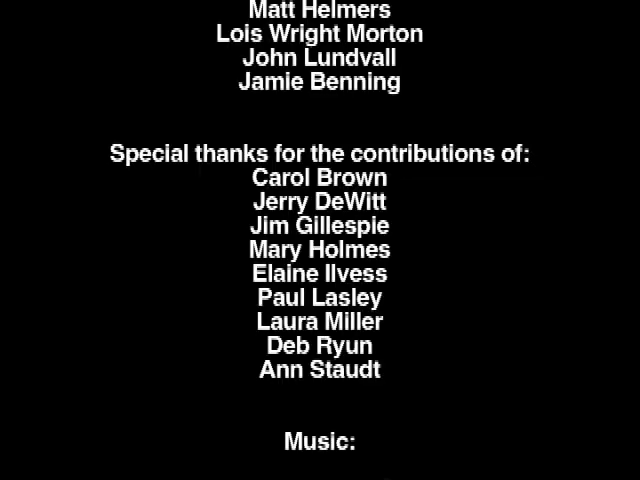 Matt Helmers
Lois Wright Morton
John Lundvall
Jamie Benning
Special thanks for the contributions of:
Carol Brown
Jerry DeWitt
Jim Gillespie
Mary Holmes
Elaine Ilvess
Paul Lasley
Laura Miller
Deb Ryun
Ann Staudt
Music: